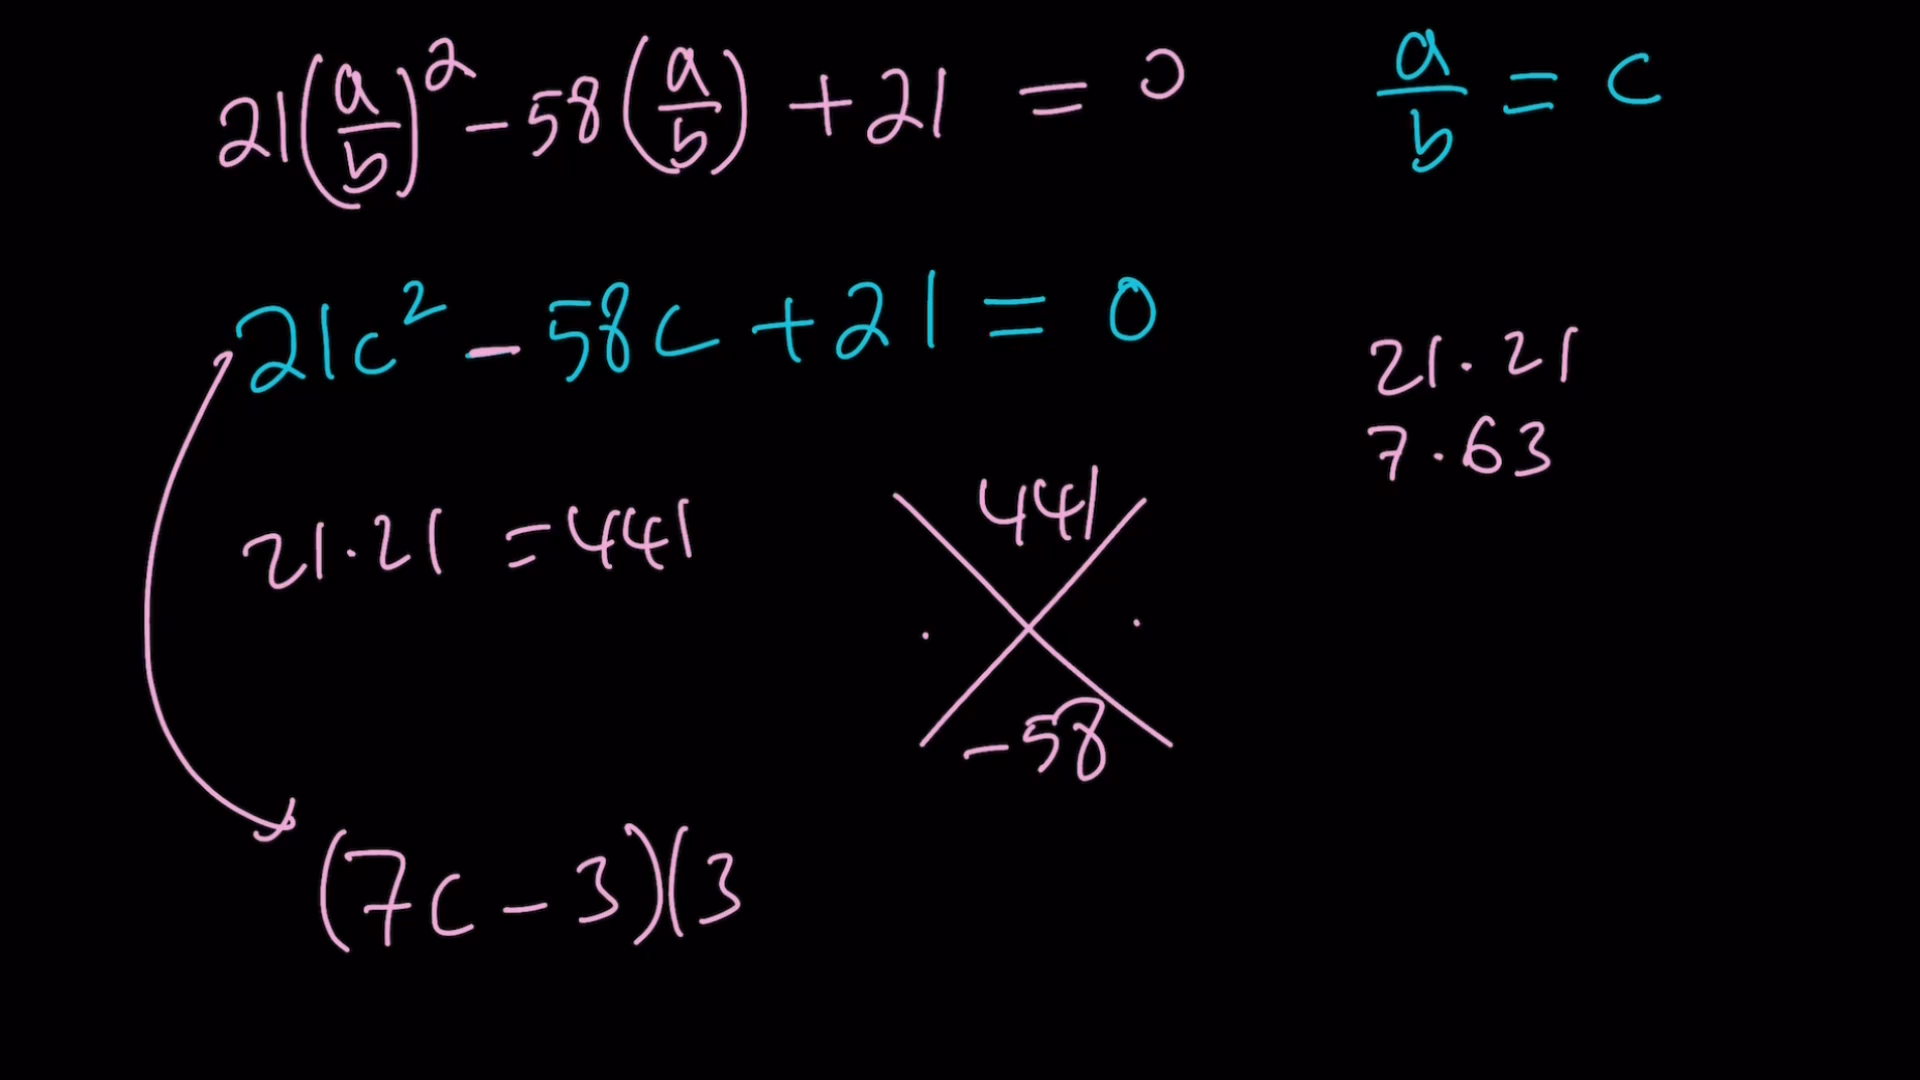 21(a/b)² - 58(a/b) + 21 = 0
a/b = c
21c² - 58c + 21 = 0
21.21
7.63
21.21 = 441
441
-58
(7c - 3)(3